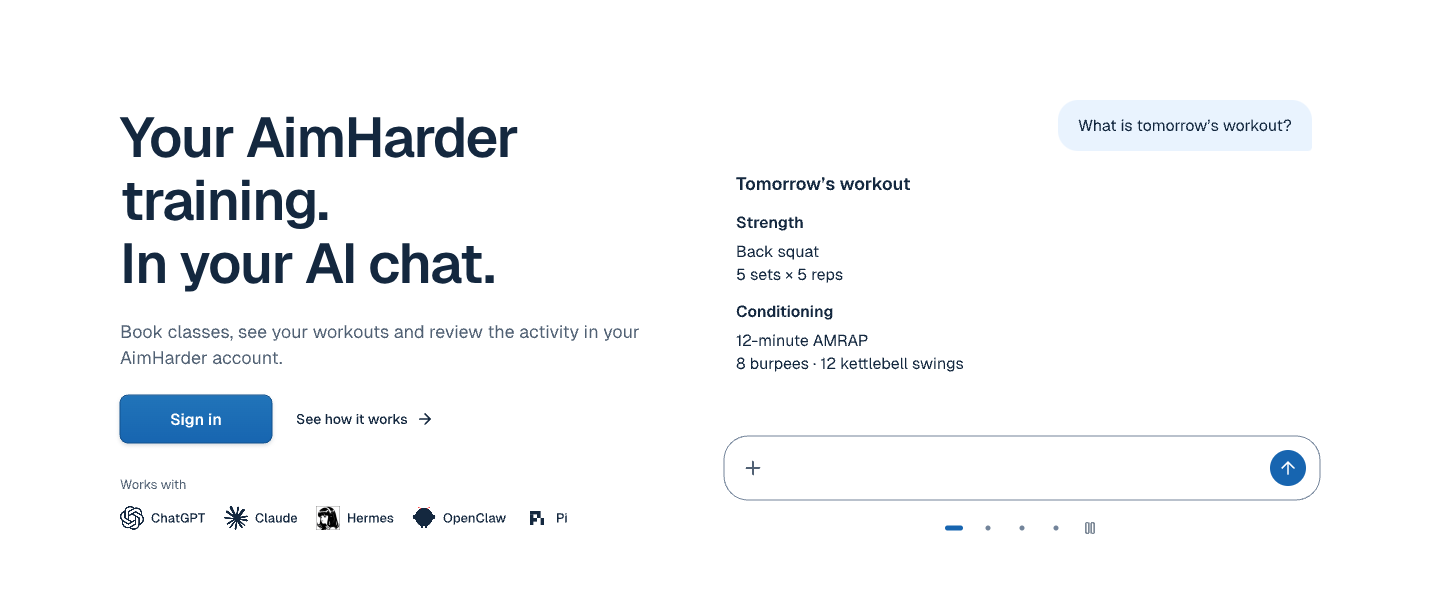 Your AimHarder
training.
In your AI chat.
Book classes, see your workouts and review the activity in your
AimHarder account.
Sign in
See how it works →
Works with
ChatGPT
Claude
Hermes
OpenClaw
Pi
What is tomorrow’s workout?
Tomorrow’s workout
Strength
Back squat
5 sets × 5 reps
Conditioning
12-minute AMRAP
8 burpees · 12 kettlebell swings